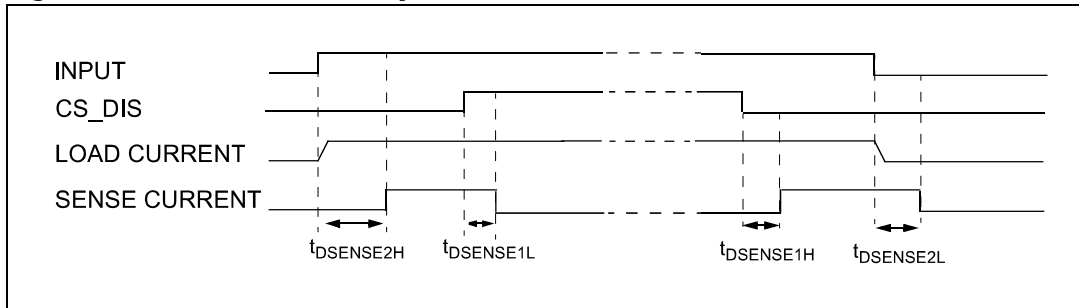 INPUT
CS_DIS
LOAD CURRENT
SENSE CURRENT
tDSENSE2H tDSENSE1L tDSENSE1H tDSENSE2L